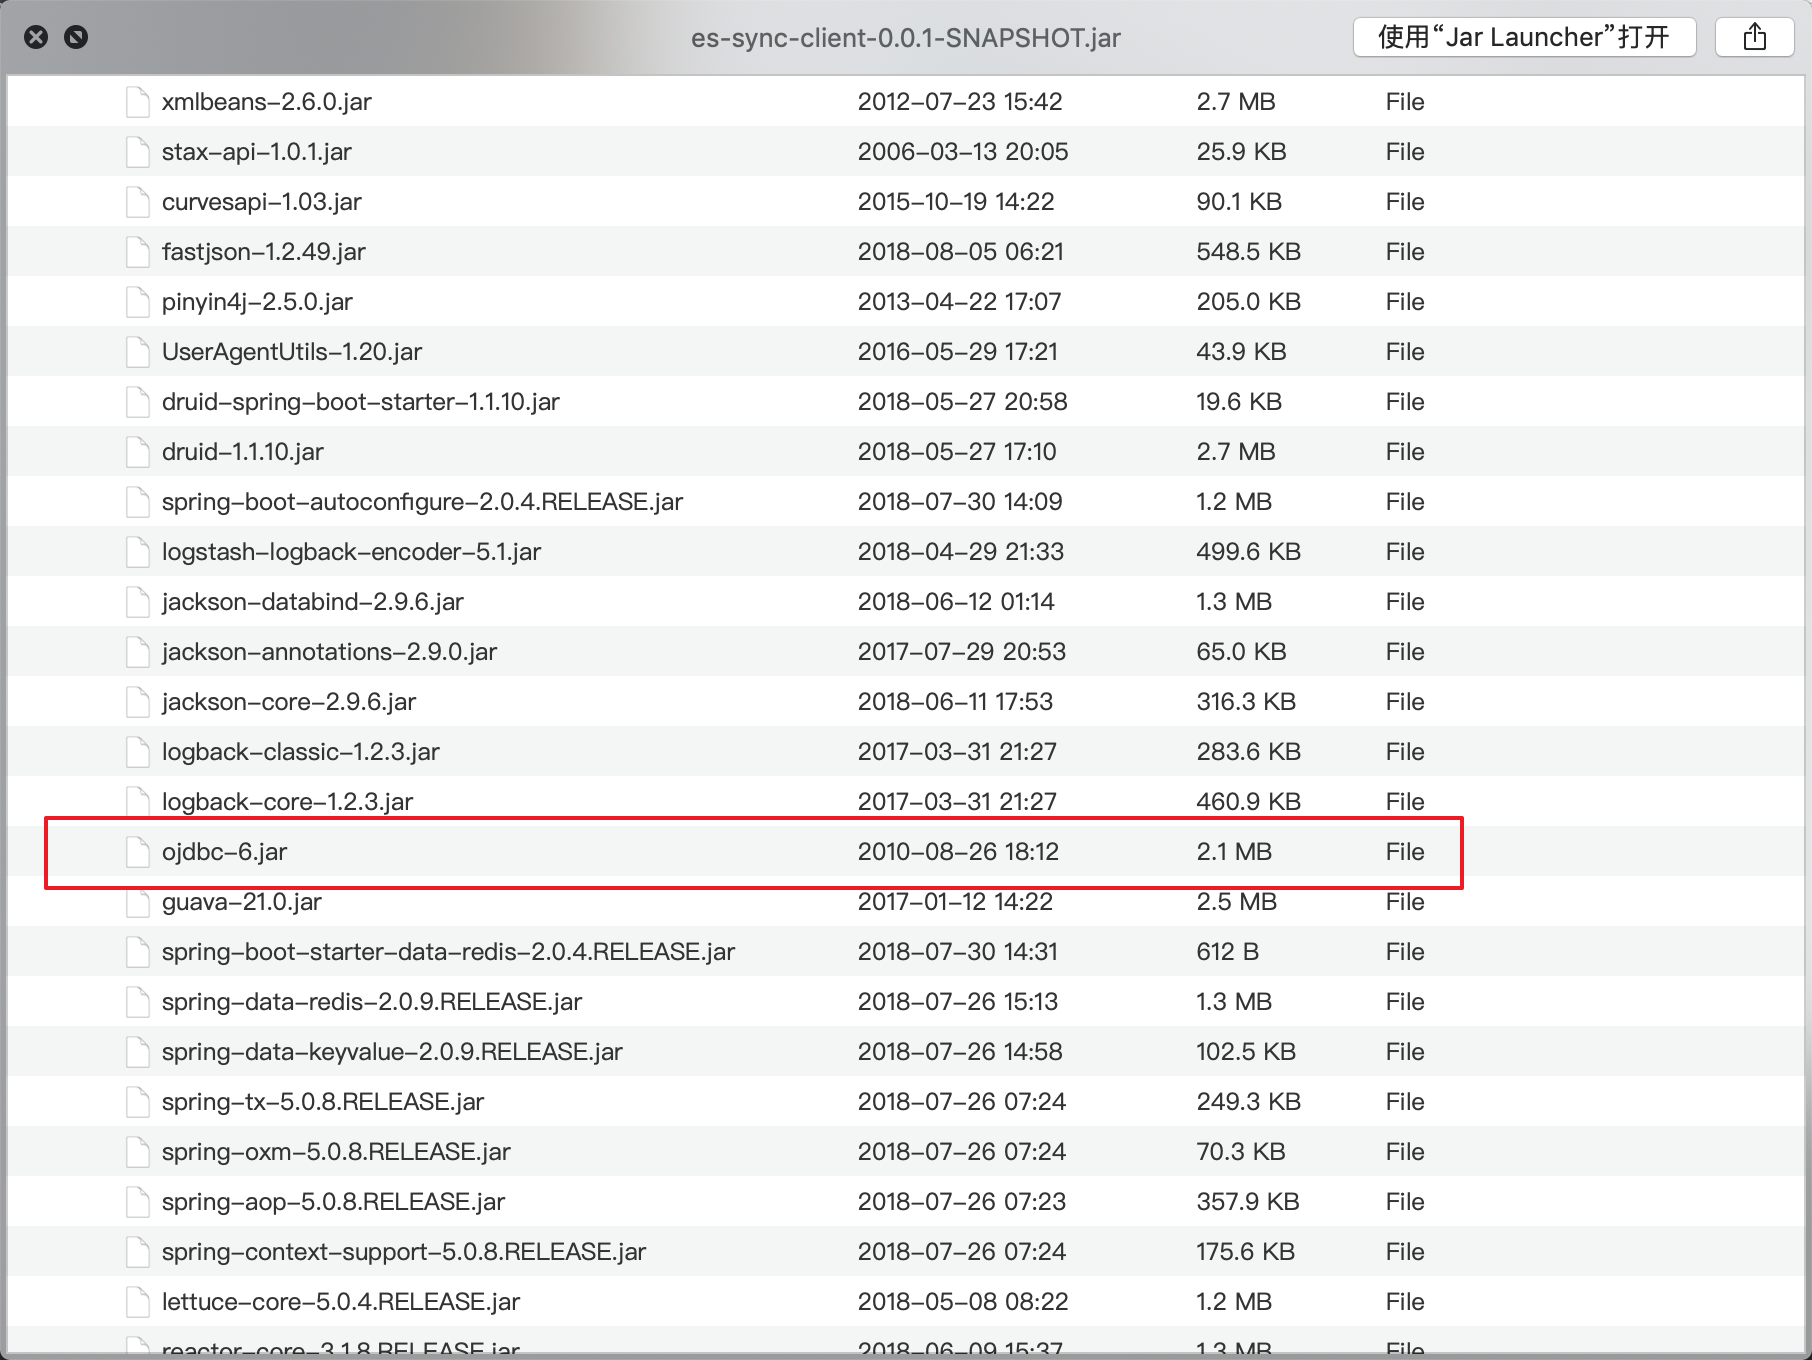 es-sync-client-0.0.1-SNAPSHOT.jar 使用“Jar Launcher”打开
xmlbeans-2.6.0.jar 2012-07-23 15:42 2.7 MB File
stax-api-1.0.1.jar 2006-03-13 20:05 25.9 KB File
curvesapi-1.03.jar 2015-10-19 14:22 90.1 KB File
fastjson-1.2.49.jar 2018-08-05 06:21 548.5 KB File
pinyin4j-2.5.0.jar 2013-04-22 17:07 205.0 KB File
UserAgentUtils-1.20.jar 2016-05-29 17:21 43.9 KB File
druid-spring-boot-starter-1.1.10.jar 2018-05-27 20:58 19.6 KB File
druid-1.1.10.jar 2018-05-27 17:10 2.7 MB File
spring-boot-autoconfigure-2.0.4.RELEASE.jar 2018-07-30 14:09 1.2 MB File
logstash-logback-encoder-5.1.jar 2018-04-29 21:33 499.6 KB File
jackson-databind-2.9.6.jar 2018-06-12 01:14 1.3 MB File
jackson-annotations-2.9.0.jar 2017-07-29 20:53 65.0 KB File
jackson-core-2.9.6.jar 2018-06-11 17:53 316.3 KB File
logback-classic-1.2.3.jar 2017-03-31 21:27 283.6 KB File
logback-core-1.2.3.jar 2017-03-31 21:27 460.9 KB File
ojdbc-6.jar 2010-08-26 18:12 2.1 MB File
guava-21.0.jar 2017-01-12 14:22 2.5 MB File
spring-boot-starter-data-redis-2.0.4.RELEASE.jar 2018-07-30 14:31 612 B File
spring-data-redis-2.0.9.RELEASE.jar 2018-07-26 15:13 1.3 MB File
spring-data-keyvalue-2.0.9.RELEASE.jar 2018-07-26 14:58 102.5 KB File
spring-tx-5.0.8.RELEASE.jar 2018-07-26 07:24 249.3 KB File
spring-oxm-5.0.8.RELEASE.jar 2018-07-26 07:24 70.3 KB File
spring-aop-5.0.8.RELEASE.jar 2018-07-26 07:23 357.9 KB File
spring-context-support-5.0.8.RELEASE.jar 2018-07-26 07:24 175.6 KB File
lettuce-core-5.0.4.RELEASE.jar 2018-05-08 08:22 1.2 MB File
reactor-core-3.1.8.RELEASE.jar 2018-06-09 15:37 1.3 MB File